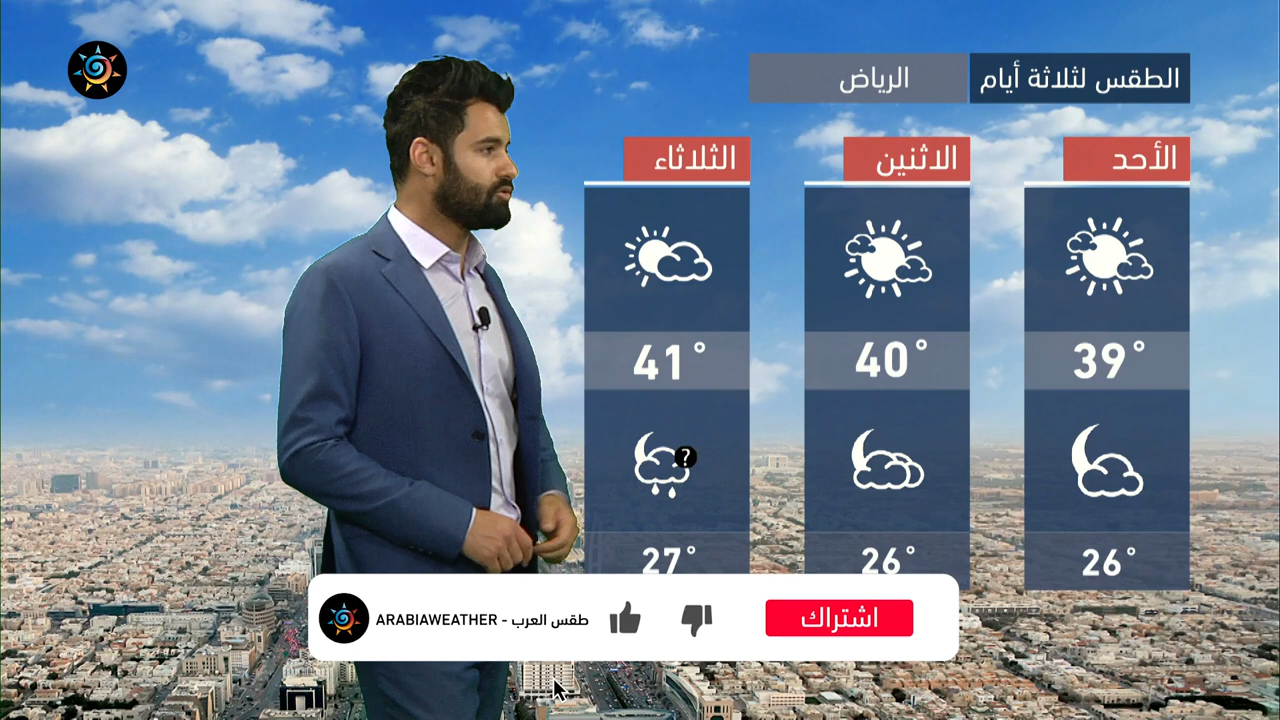 الطقس لثلاثة أيام
الرياض
الأحد
الاثنين
الثلاثاء
39°
40°
41°
?
26°
26°
27°
ARABIAWEATHER - طقس العرب
اشتراك